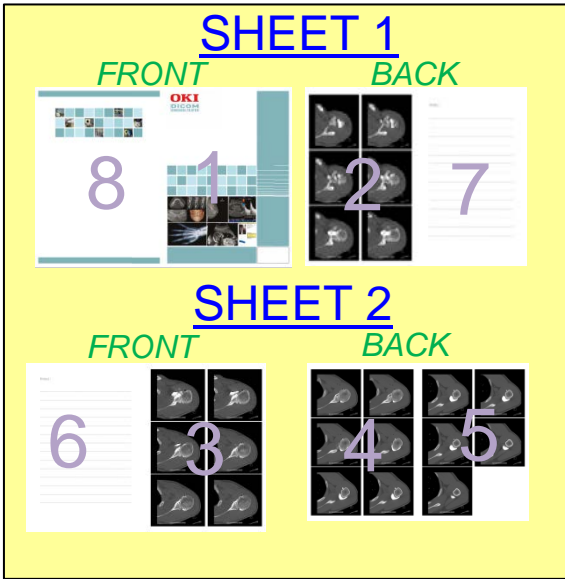 SHEET 1
FRONT BACK
OKI
DICOM
8 1 2 7
SHEET 2
FRONT BACK
6 3 4 5